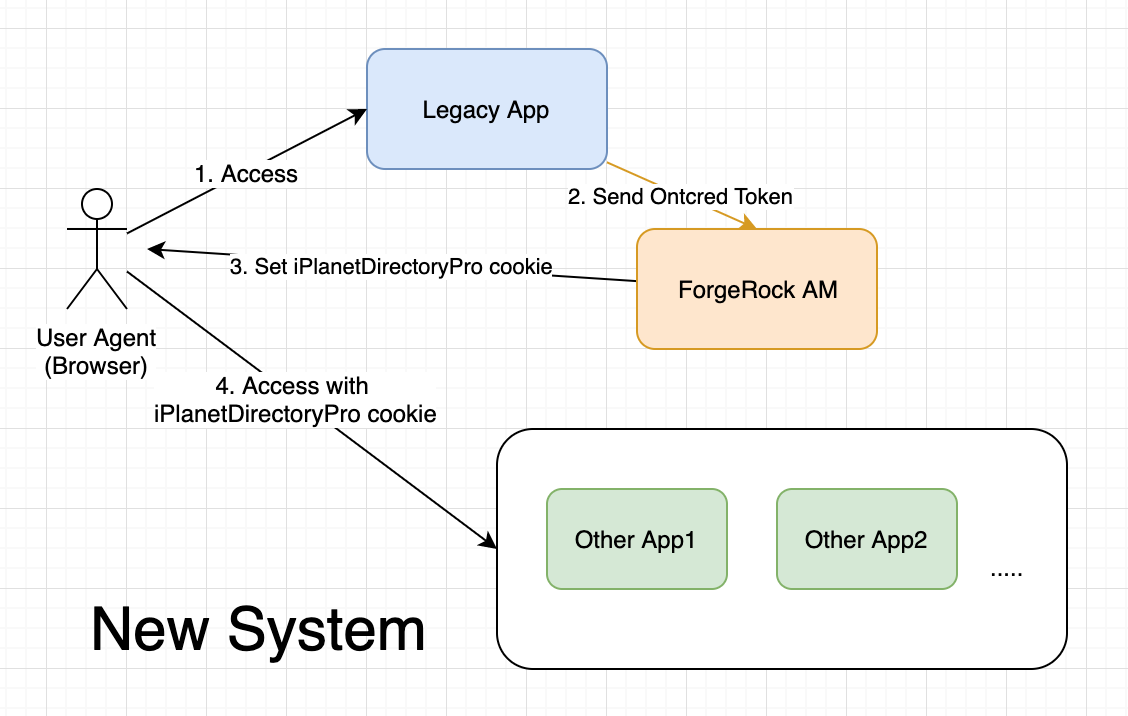 Legacy App
1. Access
2. Send Ontcred Token
3. Set iPlanetDirectoryPro cookie
ForgeRock AM
User Agent
(Browser)
4. Access with
iPlanetDirectoryPro cookie
Other App1
Other App2
.....
New System